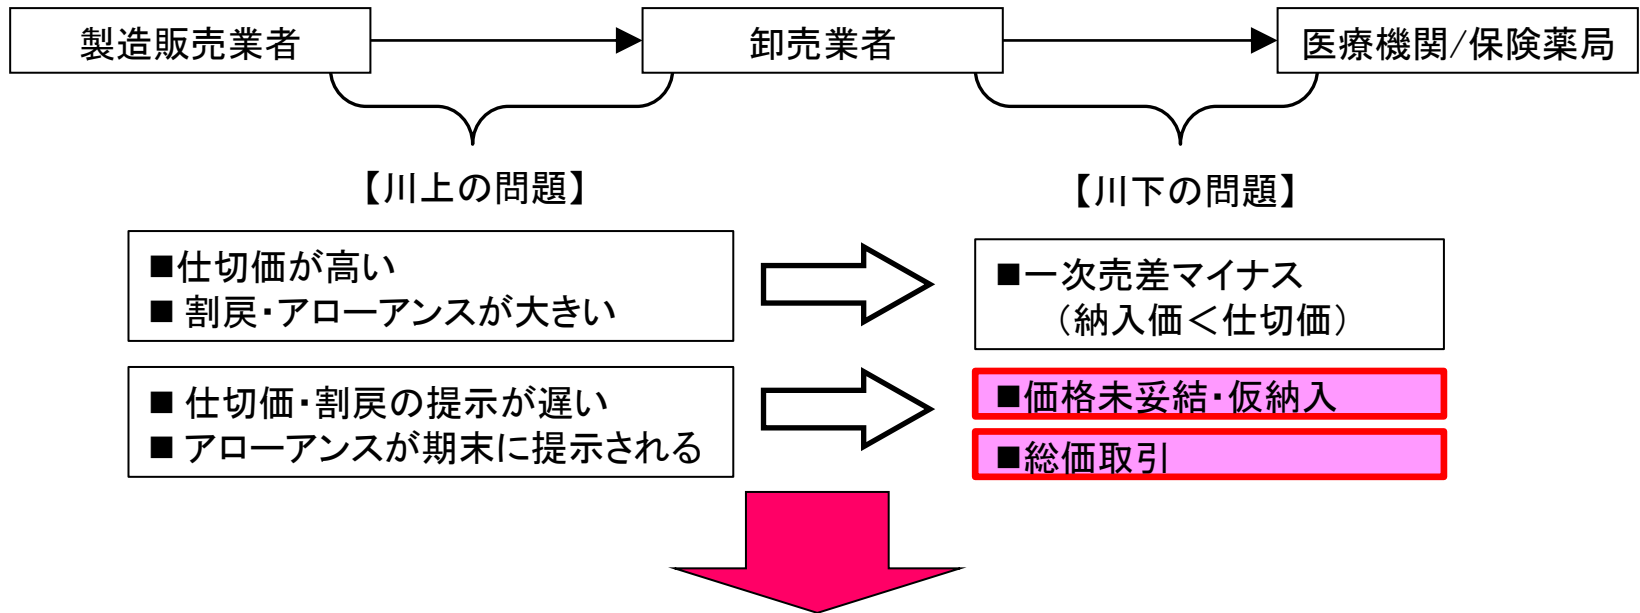 製造販売業者
卸売業者
医療機関/保険薬局
【川上の問題】
【川下の問題】
■仕切価が高い
■ 割戻・アローアンスが大きい
■一次売差マイナス
（納入価＜仕切価）
■ 仕切価・割戻の提示が遅い
■ アローアンスが期末に提示される
■価格未妥結・仮納入
■総価取引